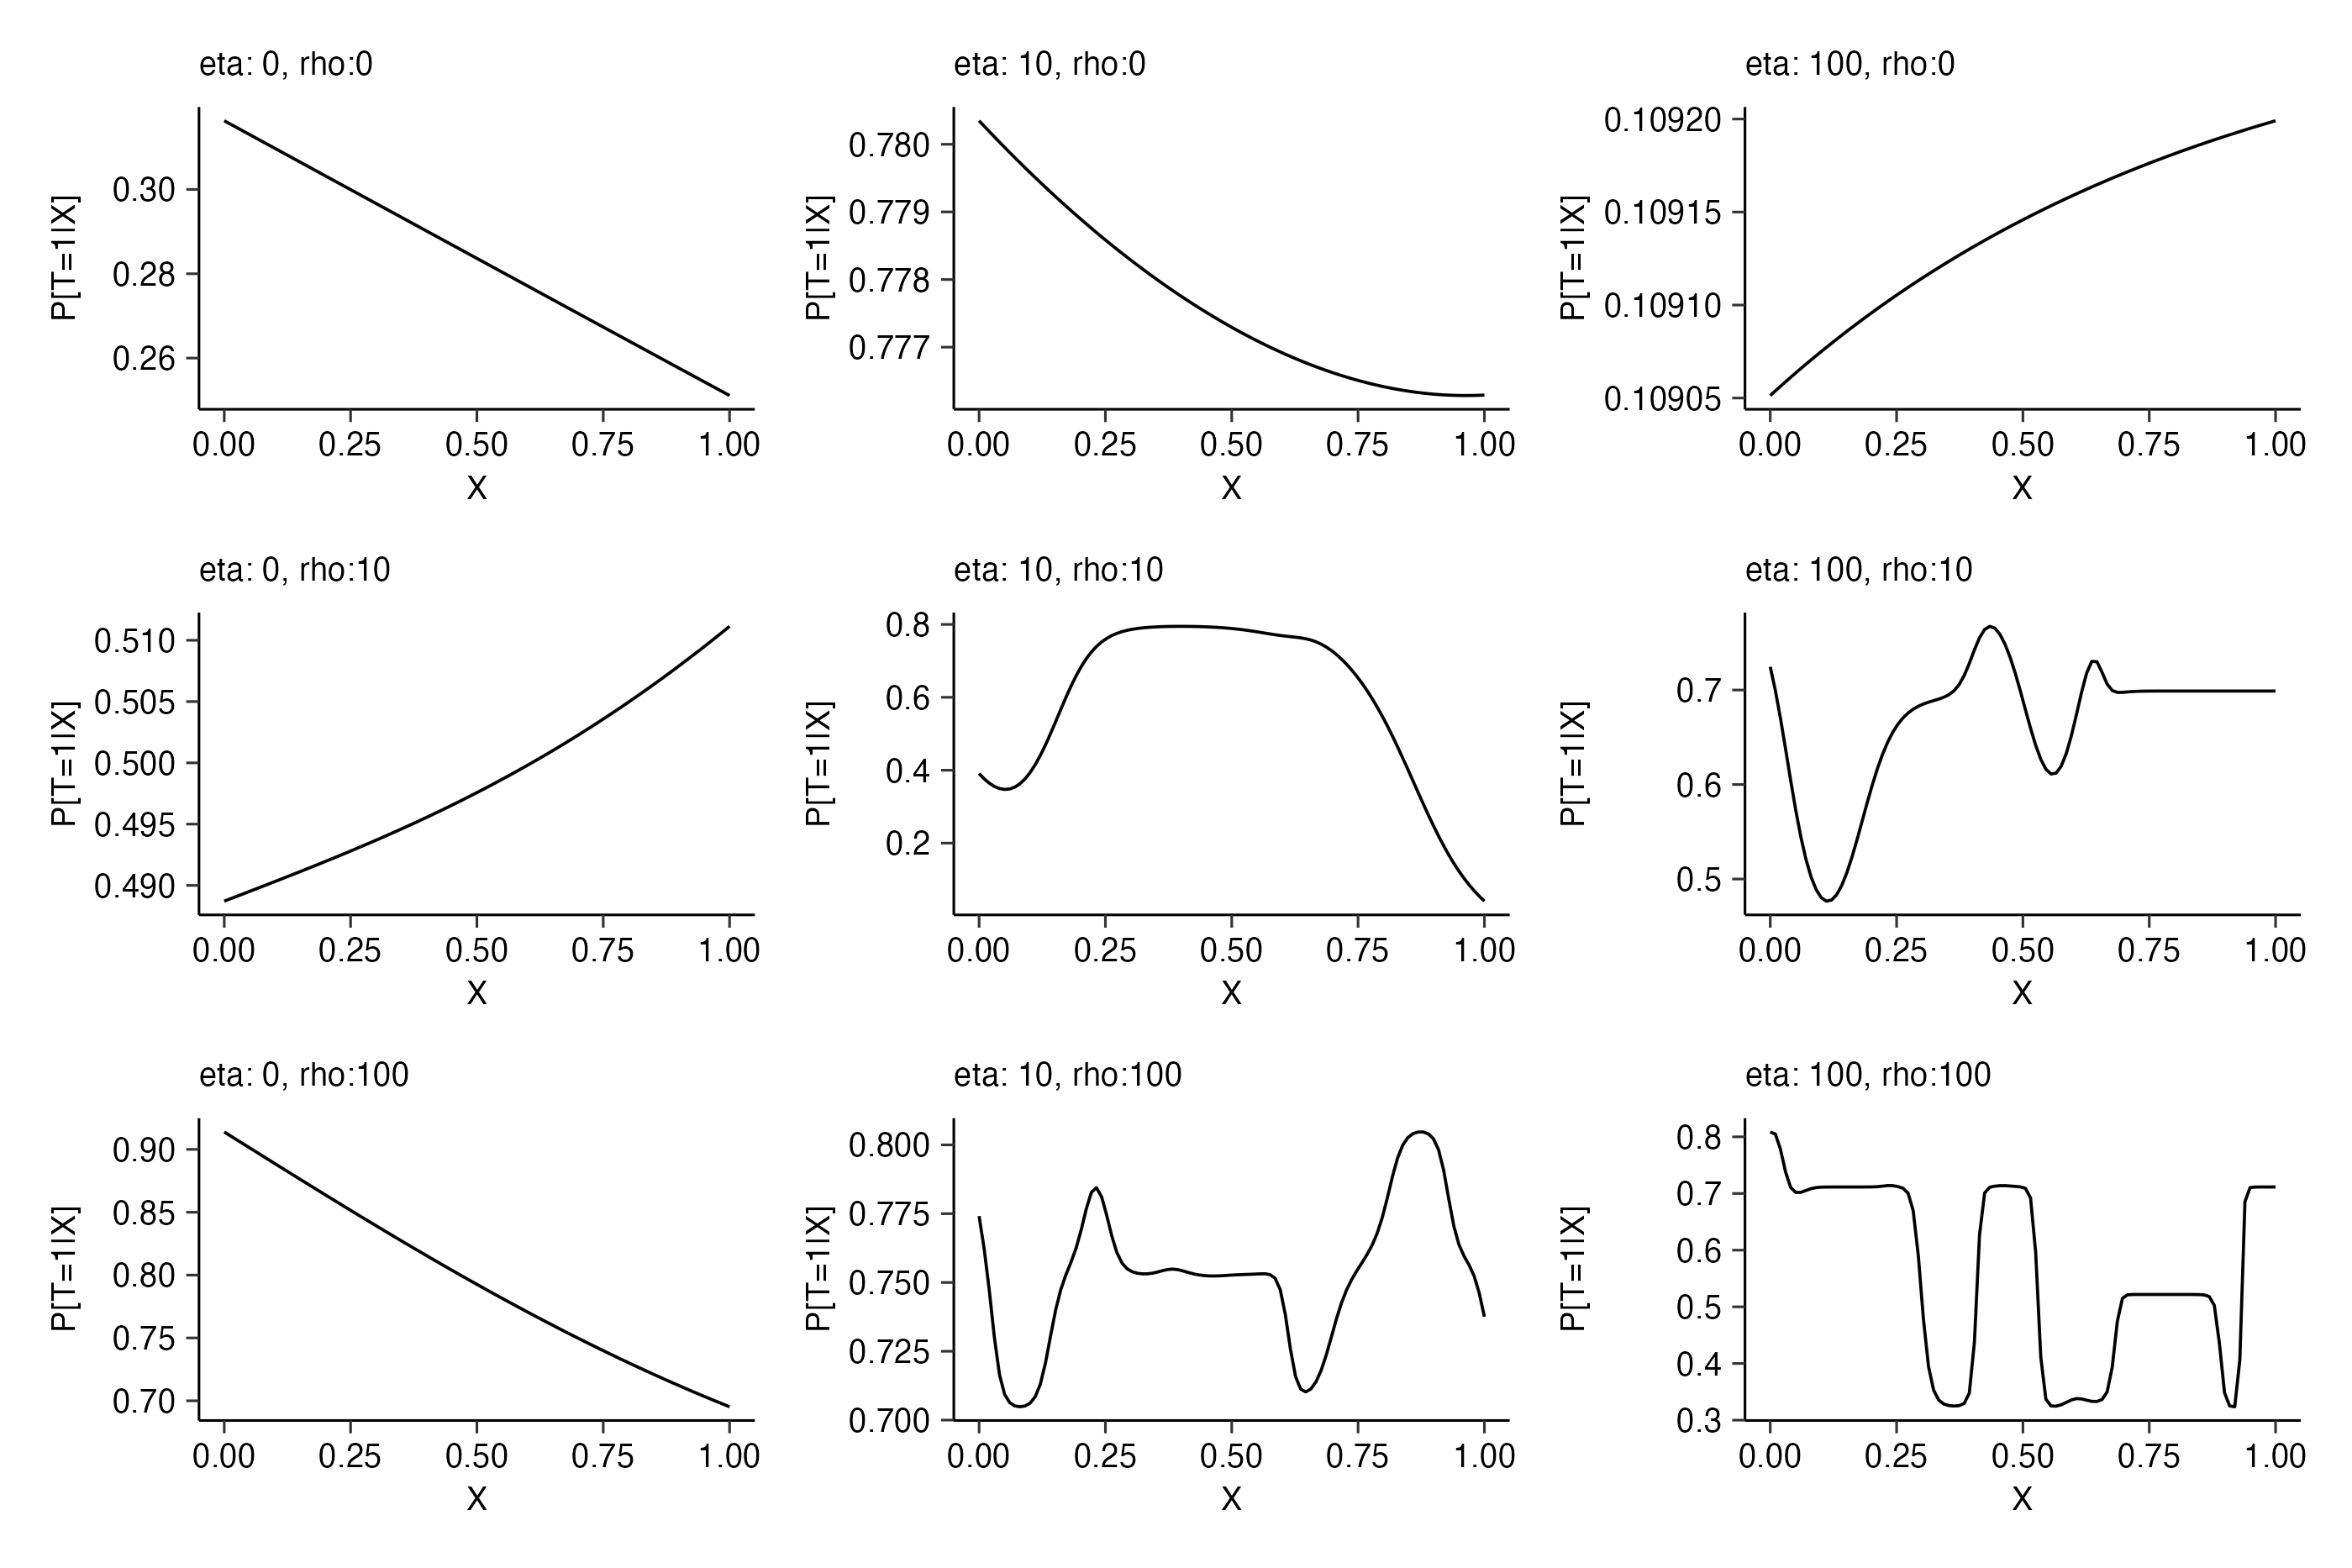 eta: 0, rho:0
P[T=1|X]
0.30
0.28
0.26
0.00 0.25 0.50 0.75 1.00
X
eta: 10, rho:0
P[T=1|X]
0.780
0.779
0.778
0.777
0.00 0.25 0.50 0.75 1.00
X
eta: 100, rho:0
P[T=1|X]
0.10920
0.10915
0.10910
0.10905
0.00 0.25 0.50 0.75 1.00
X
eta: 0, rho:10
P[T=1|X]
0.510
0.505
0.500
0.495
0.490
0.00 0.25 0.50 0.75 1.00
X
eta: 10, rho:10
P[T=1|X]
0.8
0.6
0.4
0.2
0.00 0.25 0.50 0.75 1.00
X
eta: 100, rho:10
P[T=1|X]
0.7
0.6
0.5
0.00 0.25 0.50 0.75 1.00
X
eta: 0, rho:100
P[T=1|X]
0.90
0.85
0.80
0.75
0.70
0.00 0.25 0.50 0.75 1.00
X
eta: 10, rho:100
P[T=1|X]
0.800
0.775
0.750
0.725
0.700
0.00 0.25 0.50 0.75 1.00
X
eta: 100, rho:100
P[T=1|X]
0.8
0.7
0.6
0.5
0.4
0.3
0.00 0.25 0.50 0.75 1.00
X